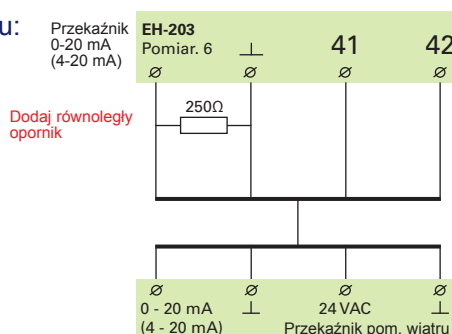 u:
Przekaźnik
0-20 mA
(4-20 mA)
EH-203
Pomiar. 6 ⊥ 41 42
Dodaj równoległy
opornik
250Ω
0 - 20 mA ⊥ 24 VAC ⊥
(4 - 20 mA) Przekaźnik pom. wiatru